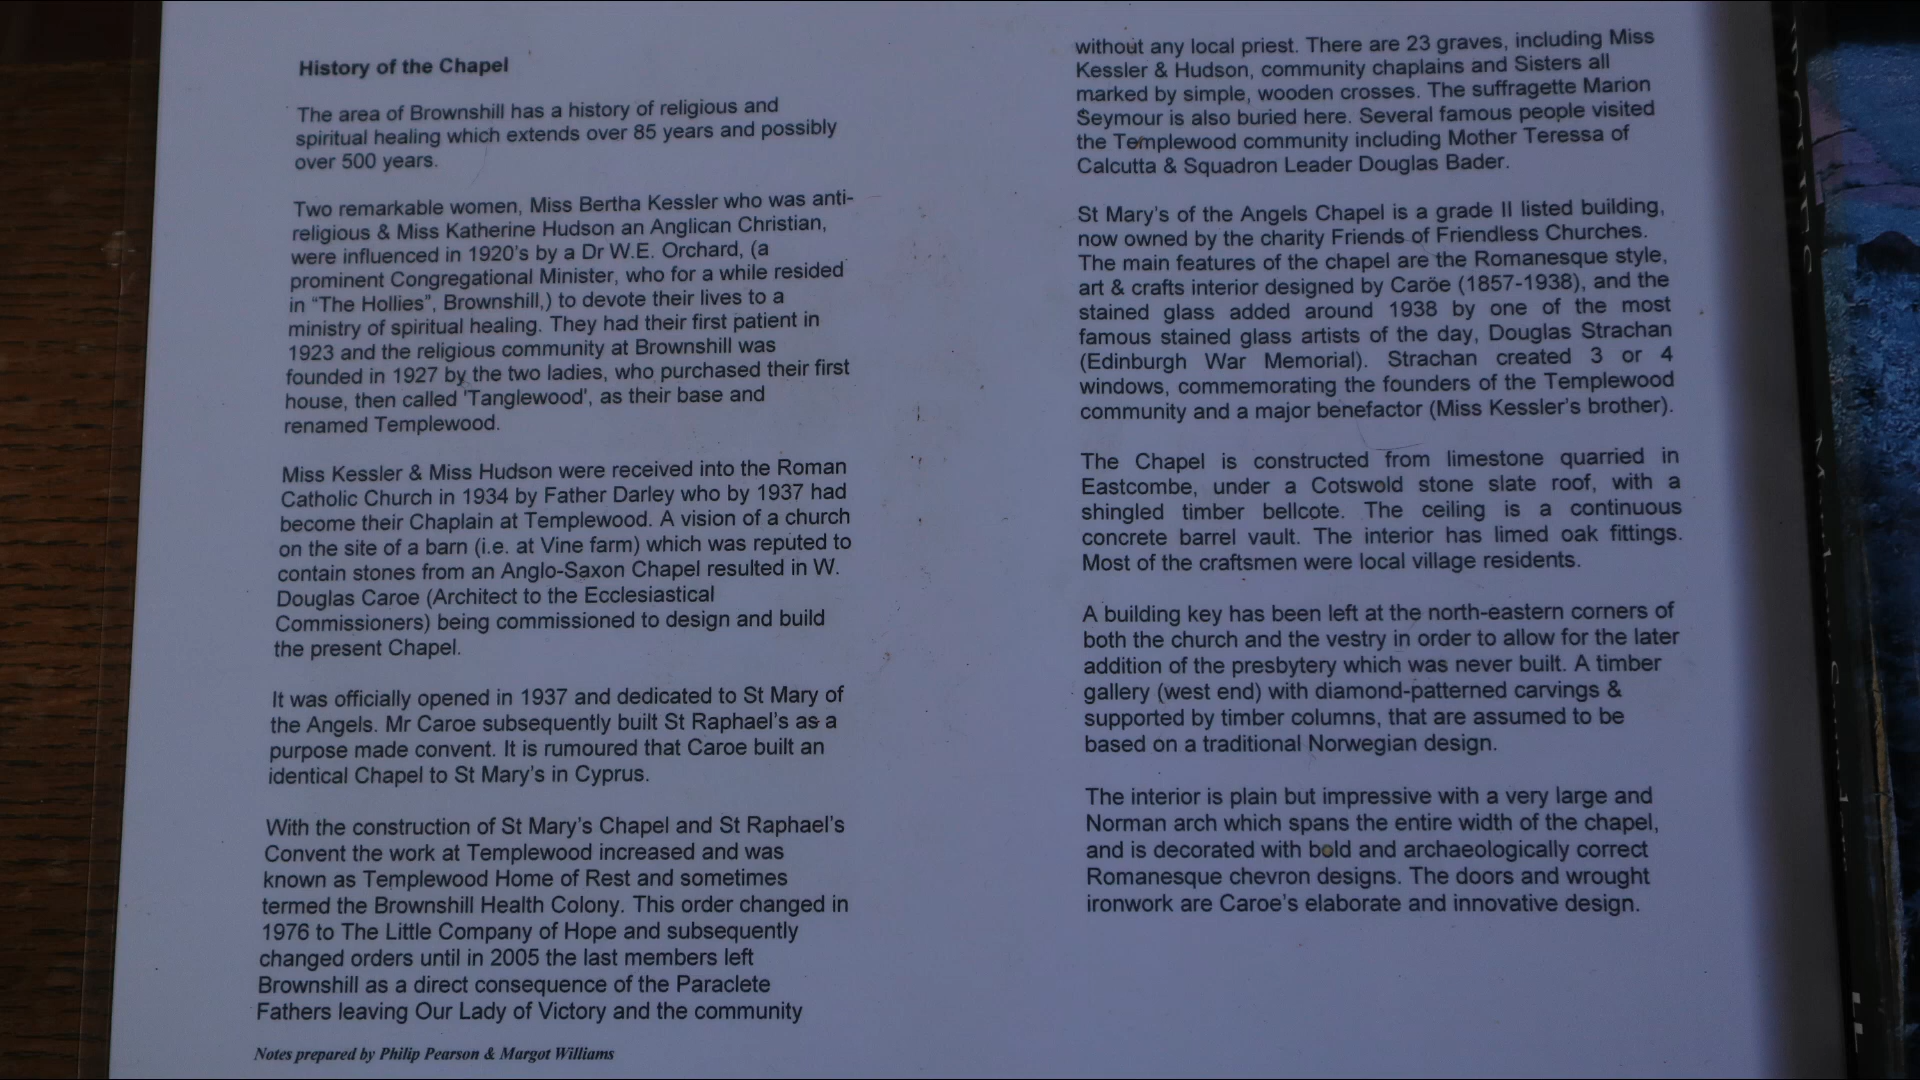 History of the Chapel
The area of Brownshill has a history of religious and
spiritual healing which extends over 85 years and possibly
over 500 years.
Two remarkable women, Miss Bertha Kessler who was anti-
religious & Miss Katherine Hudson an Anglican Christian,
were influenced in 1920's by a Dr W.E. Orchard, (a
prominent Congregational Minister, who for a while resided
in “The Hollies”, Brownshill,) to devote their lives to a
ministry of spiritual healing. They had their first patient in
1923 and the religious community at Brownshill was
founded in 1927 by the two ladies, who purchased their first
house, then called 'Tanglewood', as their base and
renamed Templewood.
Miss Kessler & Miss Hudson were received into the Roman
Catholic Church in 1934 by Father Darley who by 1937 had
become their Chaplain at Templewood. A vision of a church
on the site of a barn (i.e. at Vine farm) which was reputed to
contain stones from an Anglo-Saxon Chapel resulted in W.
Douglas Caroe (Architect to the Ecclesiastical
Commissioners) being commissioned to design and build
the present Chapel.
It was officially opened in 1937 and dedicated to St Mary of
the Angels. Mr Caroe subsequently built St Raphael's as a
purpose made convent. It is rumoured that Caroe built an
identical Chapel to St Mary's in Cyprus.
With the construction of St Mary's Chapel and St Raphael's
Convent the work at Templewood increased and was
known as Templewood Home of Rest and sometimes
termed the Brownshill Health Colony. This order changed in
1976 to The Little Company of Hope and subsequently
changed orders until in 2005 the last members left
Brownshill as a direct consequence of the Paraclete
Fathers leaving Our Lady of Victory and the community
Notes prepared by Philip Pearson & Margot Williams
without any local priest. There are 23 graves, including Miss
Kessler & Hudson, community chaplains and Sisters all
marked by simple, wooden crosses. The suffragette Marion
Seymour is also buried here. Several famous people visited
the Templewood community including Mother Teressa of
Calcutta & Squadron Leader Douglas Bader.
St Mary's of the Angels Chapel is a grade II listed building,
now owned by the charity Friends of Friendless Churches.
The main features of the chapel are the Romanesque style,
art & crafts interior designed by Caröe (1857-1938), and the
stained glass added around 1938 by one of the most
famous stained glass artists of the day, Douglas Strachan
(Edinburgh War Memorial). Strachan created 3 or 4
windows, commemorating the founders of the Templewood
community and a major benefactor (Miss Kessler's brother).
The Chapel is constructed from limestone quarried in
Eastcombe, under a Cotswold stone slate roof, with a
shingled timber bellcote. The ceiling is a continuous
concrete barrel vault. The interior has limed oak fittings.
Most of the craftsmen were local village residents.
A building key has been left at the north-eastern corners of
both the church and the vestry in order to allow for the later
addition of the presbytery which was never built. A timber
gallery (west end) with diamond-patterned carvings &
supported by timber columns, that are assumed to be
based on a traditional Norwegian design.
The interior is plain but impressive with a very large and
Norman arch which spans the entire width of the chapel,
and is decorated with bold and archaeologically correct
Romanesque chevron designs. The doors and wrought
ironwork are Caroe's elaborate and innovative design.